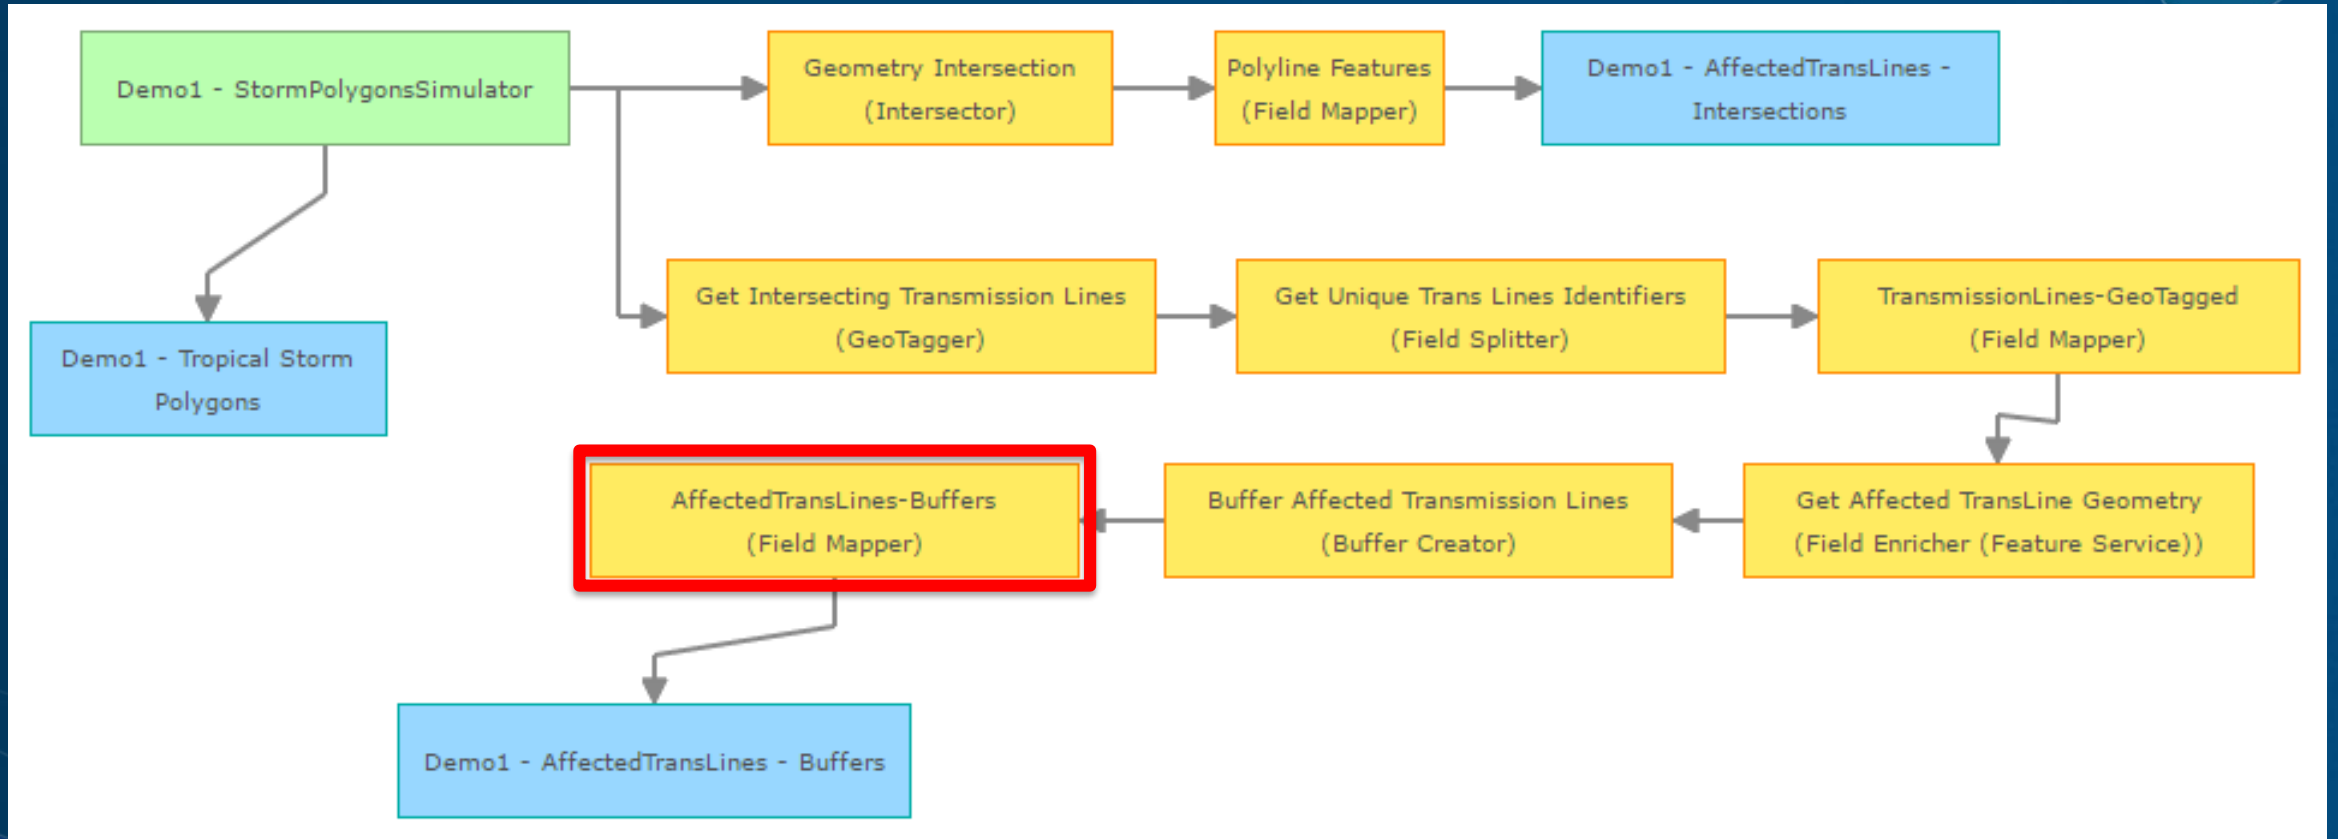 Demo1 - StormPolygonsSimulator
Geometry Intersection
(Intersector)
Polyline Features
(Field Mapper)
Demo1 - AffectedTransLines -
Intersections
Get Intersecting Transmission Lines
(GeoTagger)
Get Unique Trans Lines Identifiers
(Field Splitter)
TransmissionLines-GeoTagged
(Field Mapper)
Demo1 - Tropical Storm
Polygons
AffectedTransLines-Buffers
(Field Mapper)
Buffer Affected Transmission Lines
(Buffer Creator)
Get Affected TransLine Geometry
(Field Enricher (Feature Service))
Demo1 - AffectedTransLines - Buffers